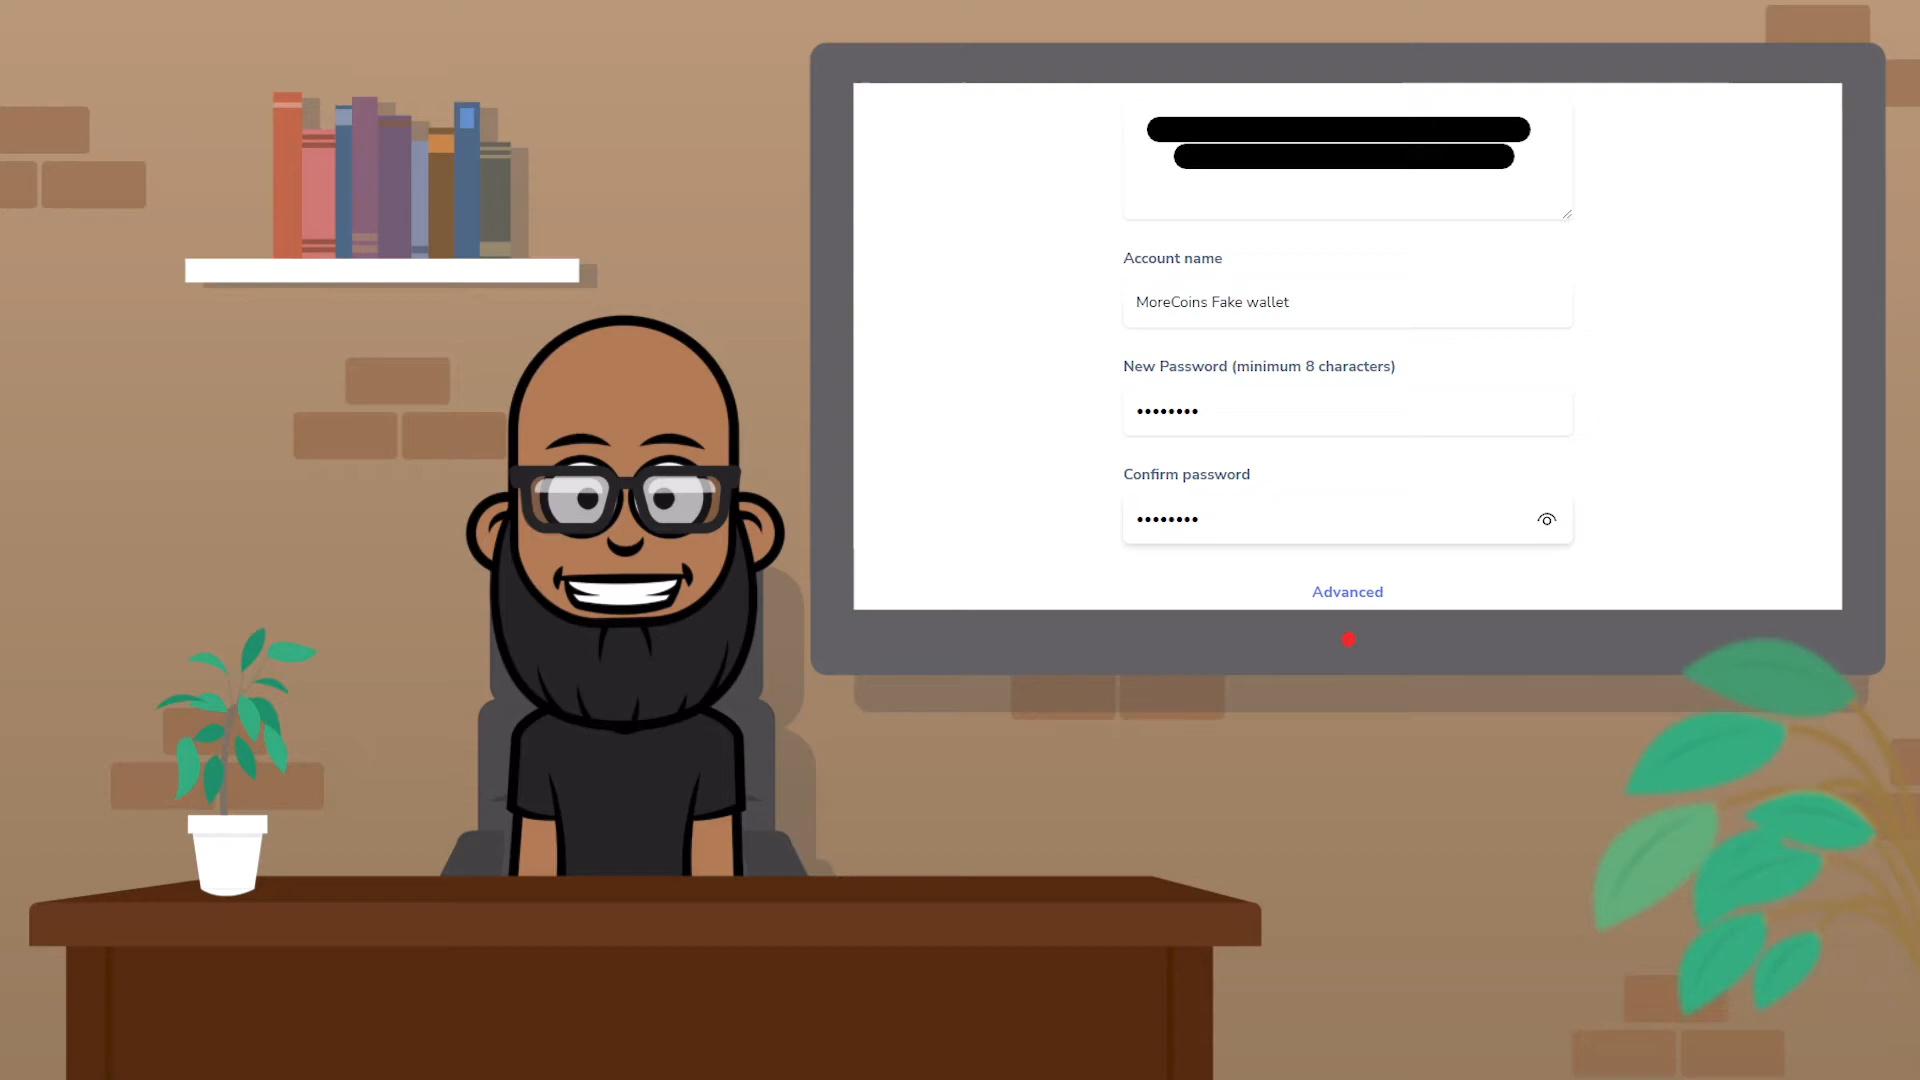 Account name
MoreCoins Fake wallet
New Password (minimum 8 characters)
••••••••
Confirm password
••••••••
Advanced